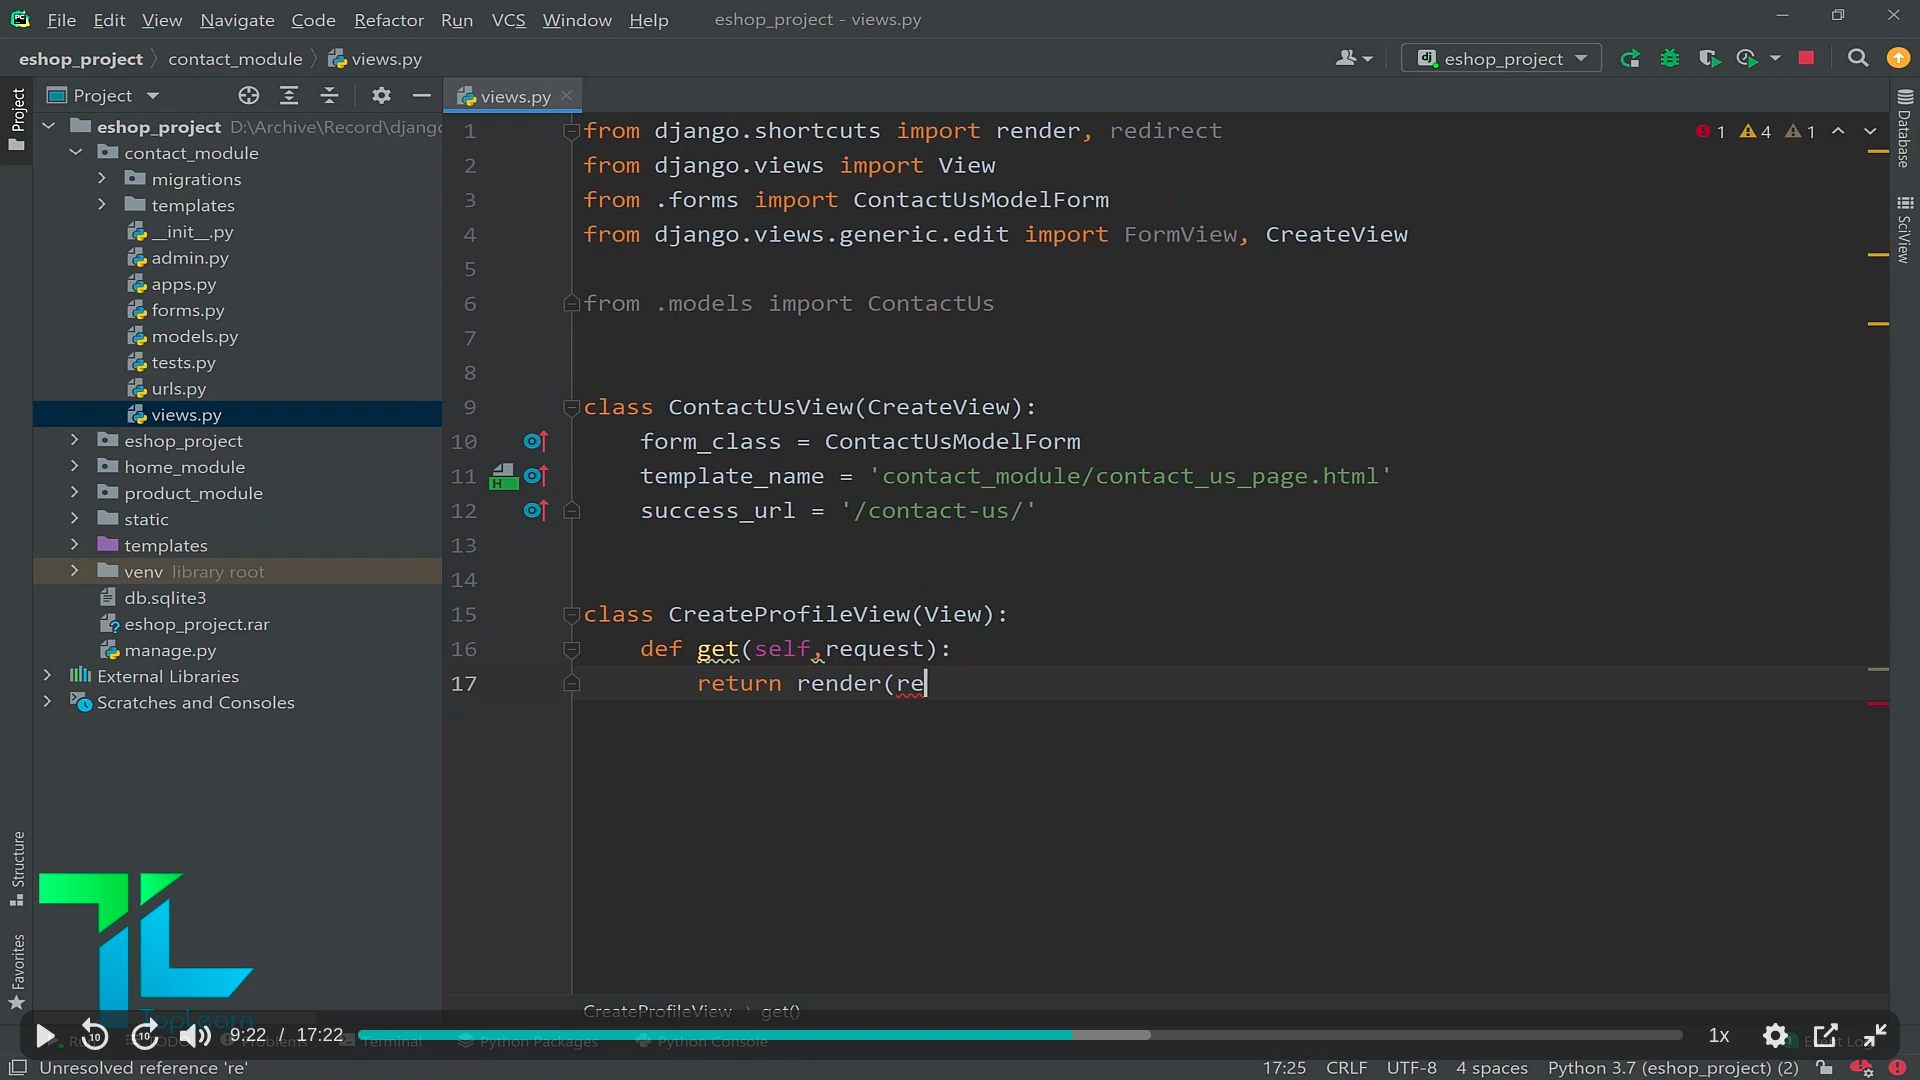 File Edit View Navigate Code Refactor Run VCS Window Help eshop_project - views.py
eshop_project contact_module views.py eshop_project
Project views.py
Project
eshop_project D:\Archive\Record\django
contact_module
migrations
templates
__init__.py
admin.py
apps.py
forms.py
models.py
tests.py
urls.py
views.py
eshop_project
home_module
product_module
static
templates
venv library root
db.sqlite3
eshop_project.rar
manage.py
External Libraries
Scratches and Consoles
1 from django.shortcuts import render, redirect
2 from django.views import View
3 from .forms import ContactUsModelForm
4 from django.views.generic.edit import FormView, CreateView
5
6 from .models import ContactUs
7
8
9 class ContactUsView(CreateView):
10 form_class = ContactUsModelForm
11 template_name = 'contact_module/contact_us_page.html'
12 success_url = '/contact-us/'
13
14
15 class CreateProfileView(View):
16 def get(self,request):
17 return render(re
1 4 1
Database
SciView
Structure
Favorites
TopLearn
CreateProfileView get()
9:22 / 17:22 1x
Problems Terminal Python Packages Python Console
Unresolved reference 're' 17:25 CRLF UTF-8 4 spaces Python 3.7 (eshop_project) (2)